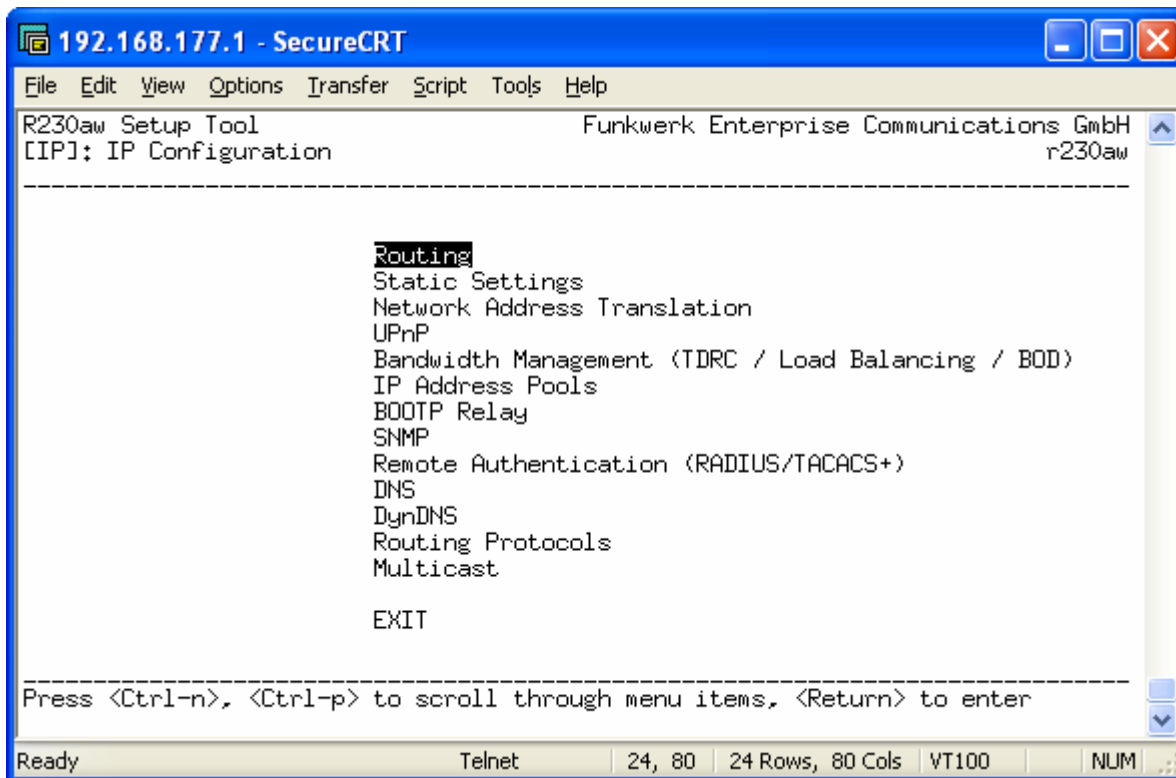 192.168.177.1 - SecureCRT
File Edit View Options Transfer Script Tools Help
R230aw Setup Tool Funkwerk Enterprise Communications GmbH
[IP]: IP Configuration r230aw
Routing
Static Settings
Network Address Translation
UPnP
Bandwidth Management (TDRC / Load Balancing / BOD)
IP Address Pools
BOOTP Relay
SNMP
Remote Authentication (RADIUS/TACACS+)
DNS
DynDNS
Routing Protocols
Multicast
EXIT
Press <Ctrl-n>, <Ctrl-p> to scroll through menu items, <Return> to enter
Ready Telnet 24, 80 24 Rows, 80 Cols VT100 NUM